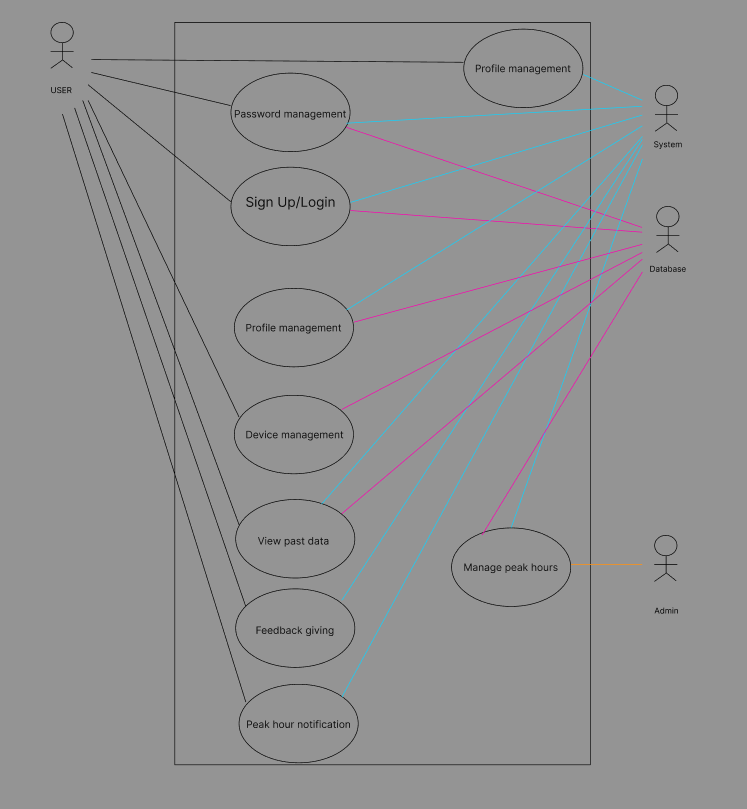 Profile management
USER
Password management
System
Sign Up/Login
Database
Profile management
Device management
View past data
Manage peak hours
Admin
Feedback giving
Peak hour notification